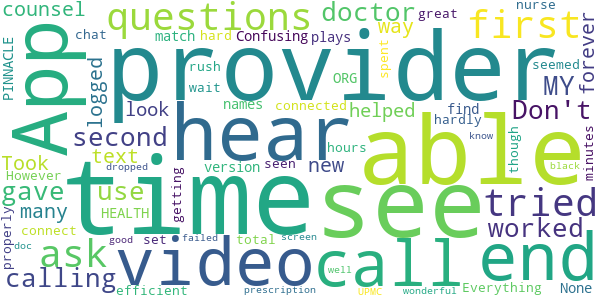 counsel
questions
doctor
great
nurse
first
forever
PINNACLE
App
chat
match
hard
Confusing
plays
way
seemed
logged
provider
rush
spent
ORG
MY
look
wait
names
connected
helped
find
Don't
second
hear
able
hardly
know
minutes
Took
text
version
seen
hours
new
though
black
However
dropped
gave
use
time
see
tried
many
HEALTH
getting
worked
properly
connect
ask
video
call
end
good
set
failed
total
screen
doc
calling
well
Everything
None
efficient
prescription
UPMC
wonderful